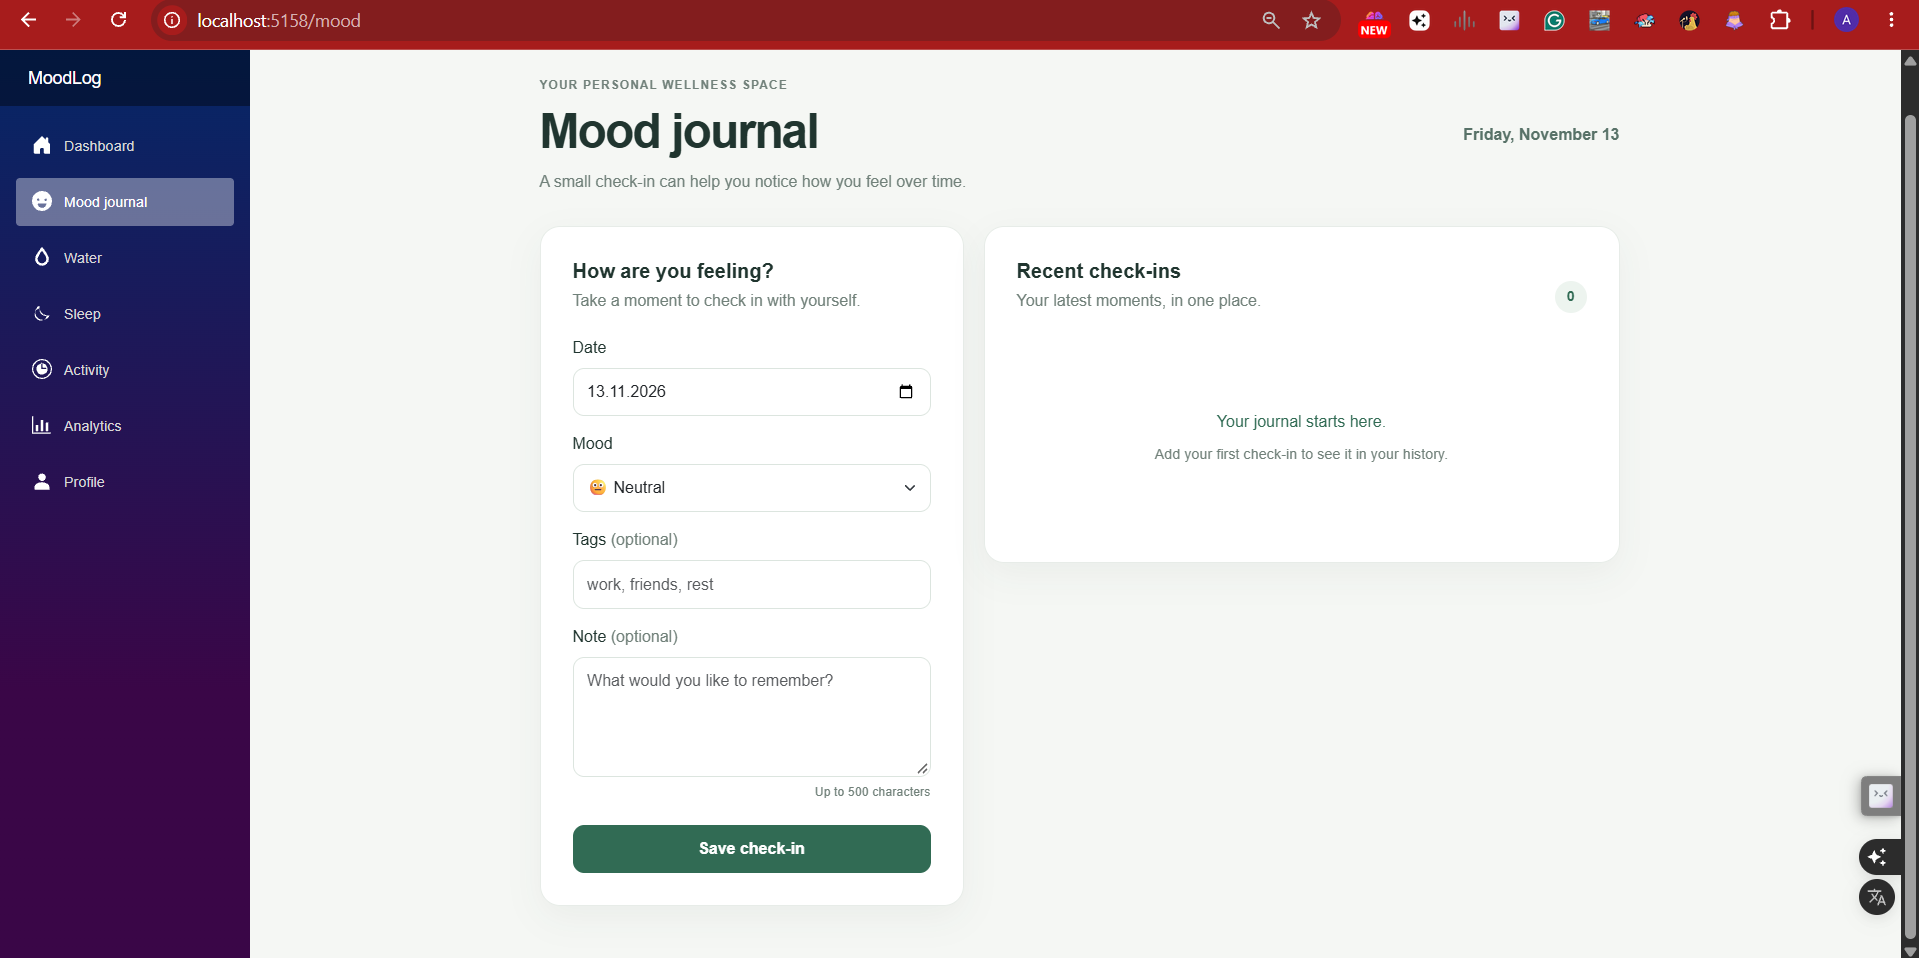 localhost:5158/mood
NEW
A
MoodLog
Dashboard
Mood journal
Water
Sleep
Activity
Analytics
Profile
YOUR PERSONAL WELLNESS SPACE
Mood journal
Friday, November 13
A small check-in can help you notice how you feel over time.
How are you feeling?
Take a moment to check in with yourself.
Date
13.11.2026
Mood
Neutral
Tags (optional)
work, friends, rest
Note (optional)
What would you like to remember?
Up to 500 characters
Save check-in
Recent check-ins
Your latest moments, in one place.
0
Your journal starts here.
Add your first check-in to see it in your history.